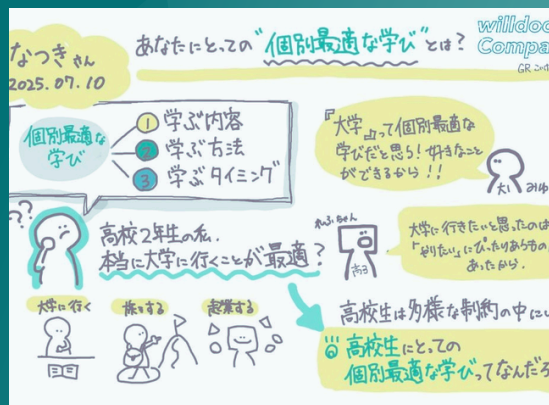 なつきさん
2025.07.10
あなたにとっての"個別最適な学び"とは?
willdoo
Compa
GR
個別最適な
学び
1 学ぶ内容
2 学ぶ方法
3 学ぶタイミング
『大学』って個別最適な
学びだと思う!好きなこと
ができるから!!
大1 みゆ
??
高校2年生の私.
本当に大学に行くことが最適?
ちゃん
高3
大学に行きたいと思ったのは
「やりたい」にぴったりあうもの
あったから.
大学に行く
旅をする
起業する
高校生は多様な制約の中にい
高校生にとっての
個別最適な学びってなんだろ